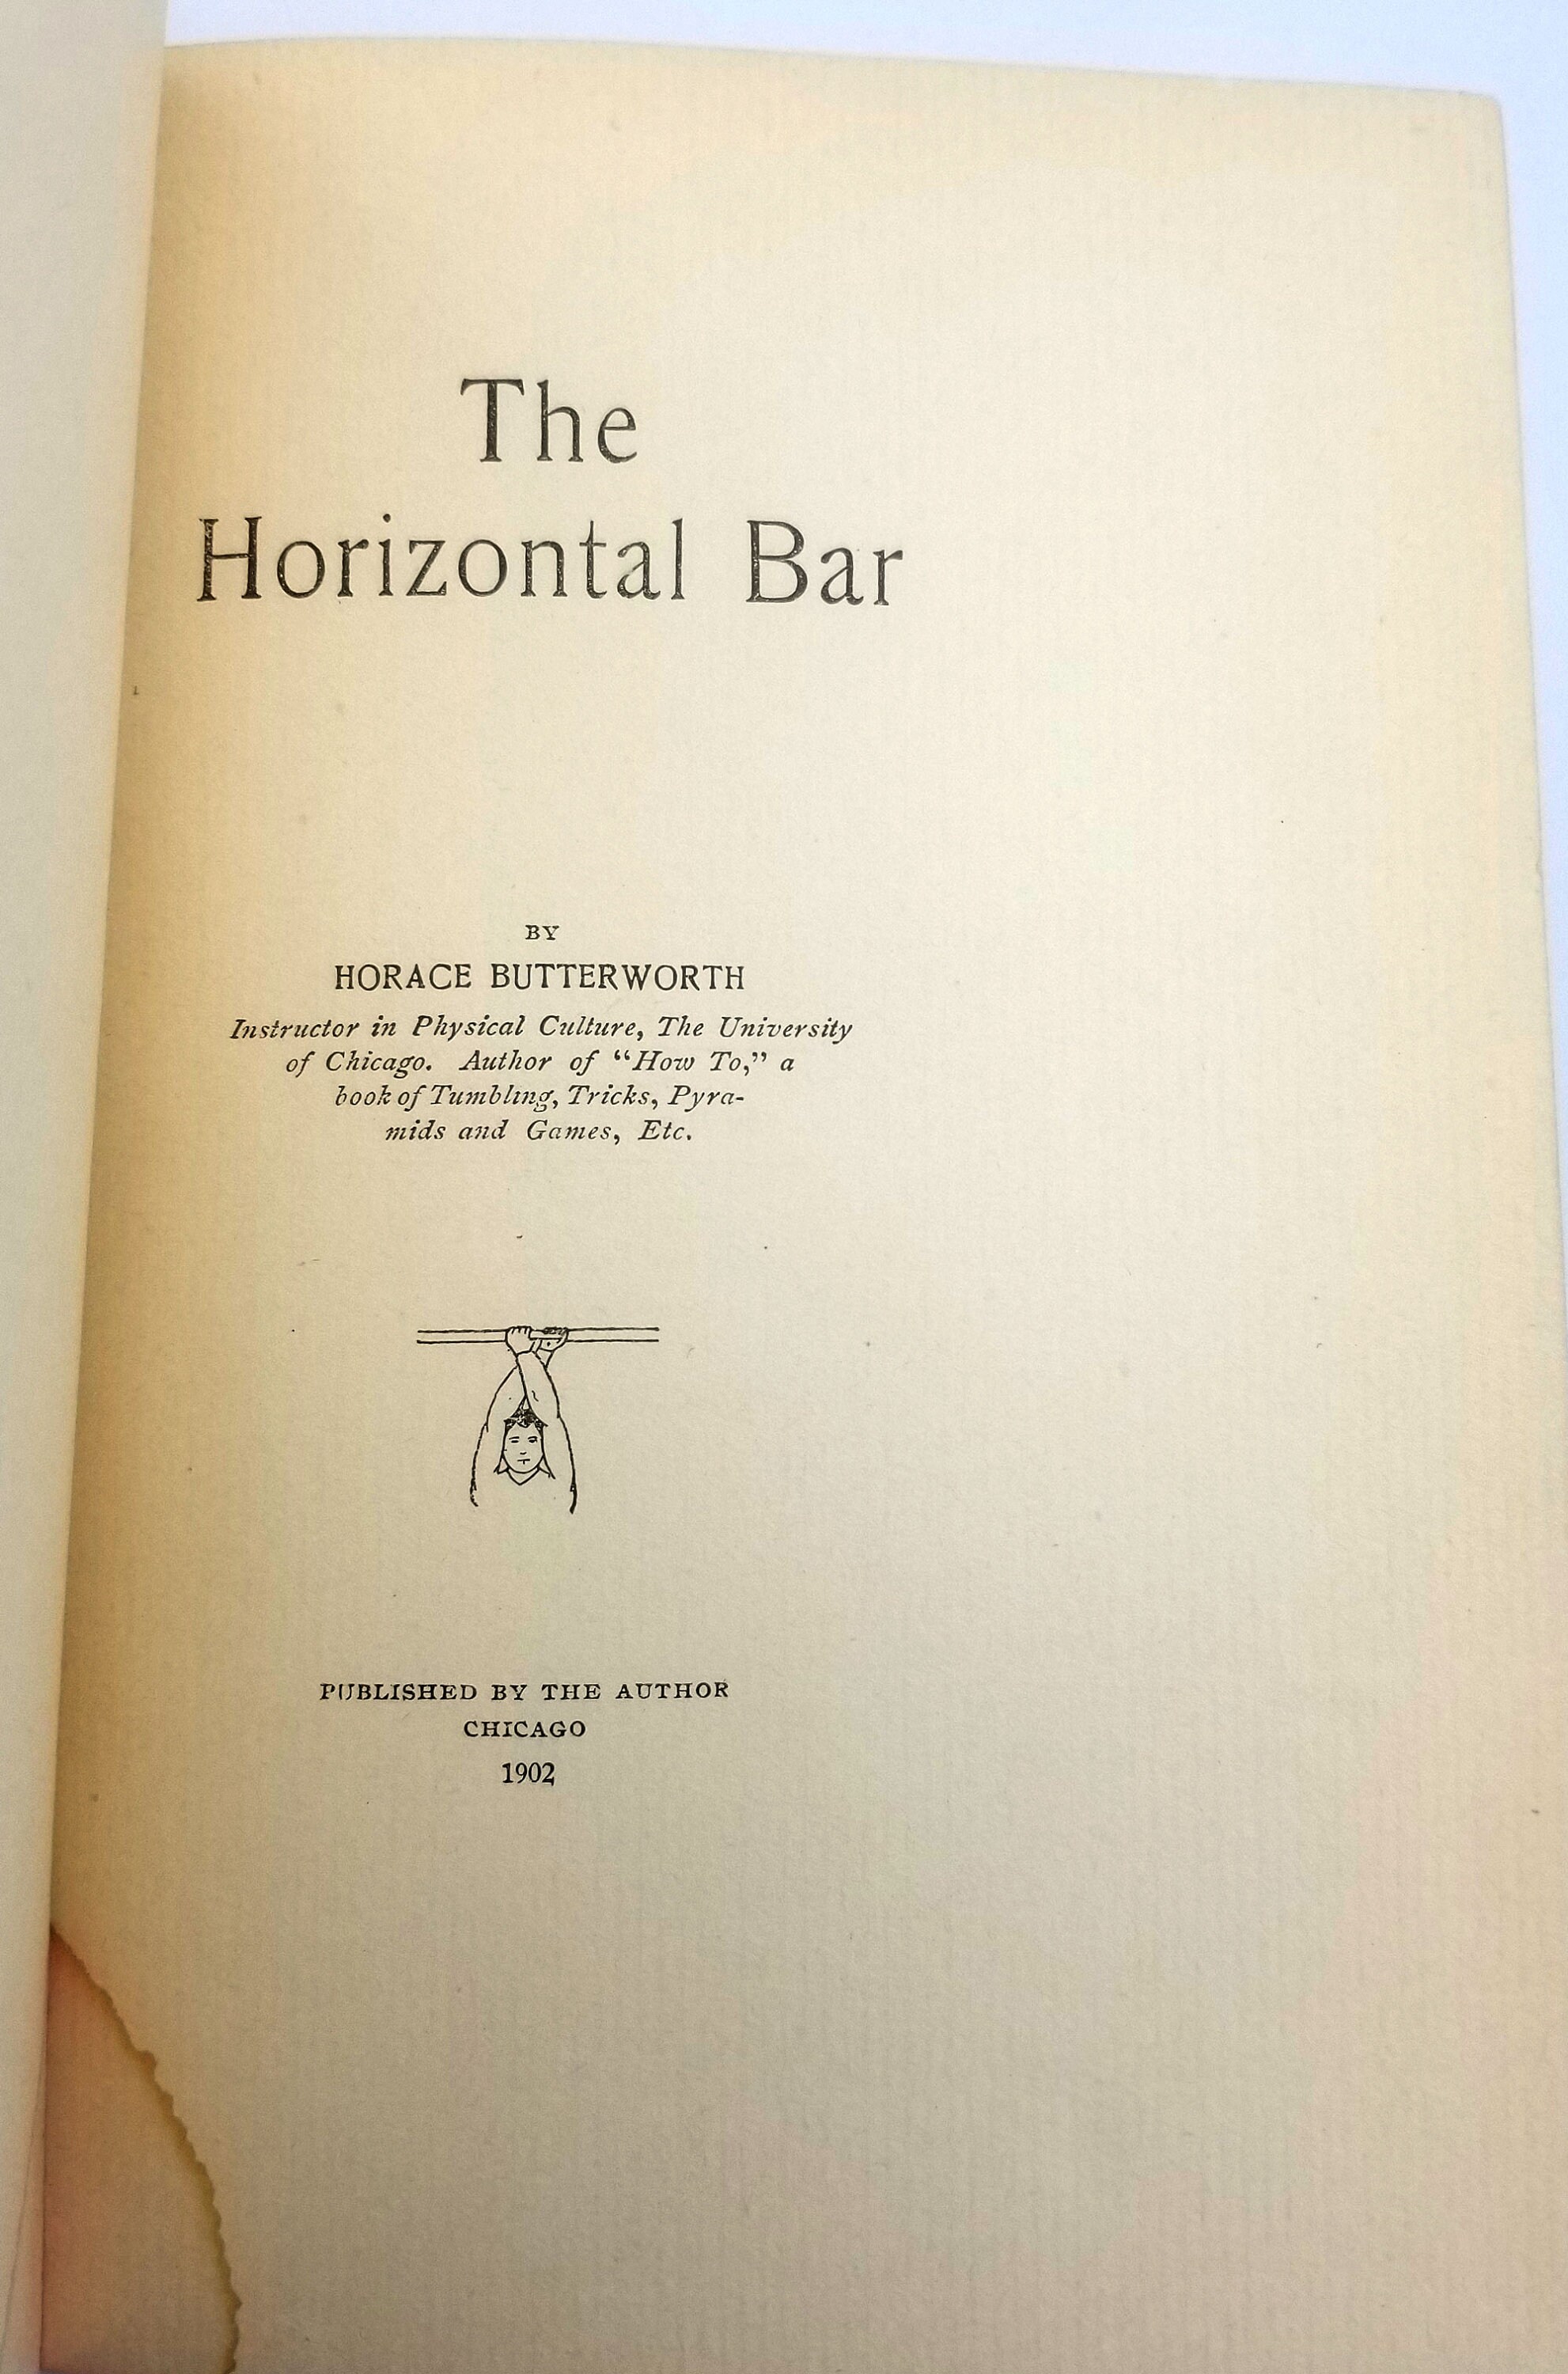 The
Horizontal Bar
BY
HORACE BUTTERWORTH
Instructor in Physical Culture, The University
of Chicago. Author of “How To,” a
book of Tumbling, Tricks, Pyra-
mids and Games, Etc.
PUBLISHED BY THE AUTHOR
CHICAGO
1902